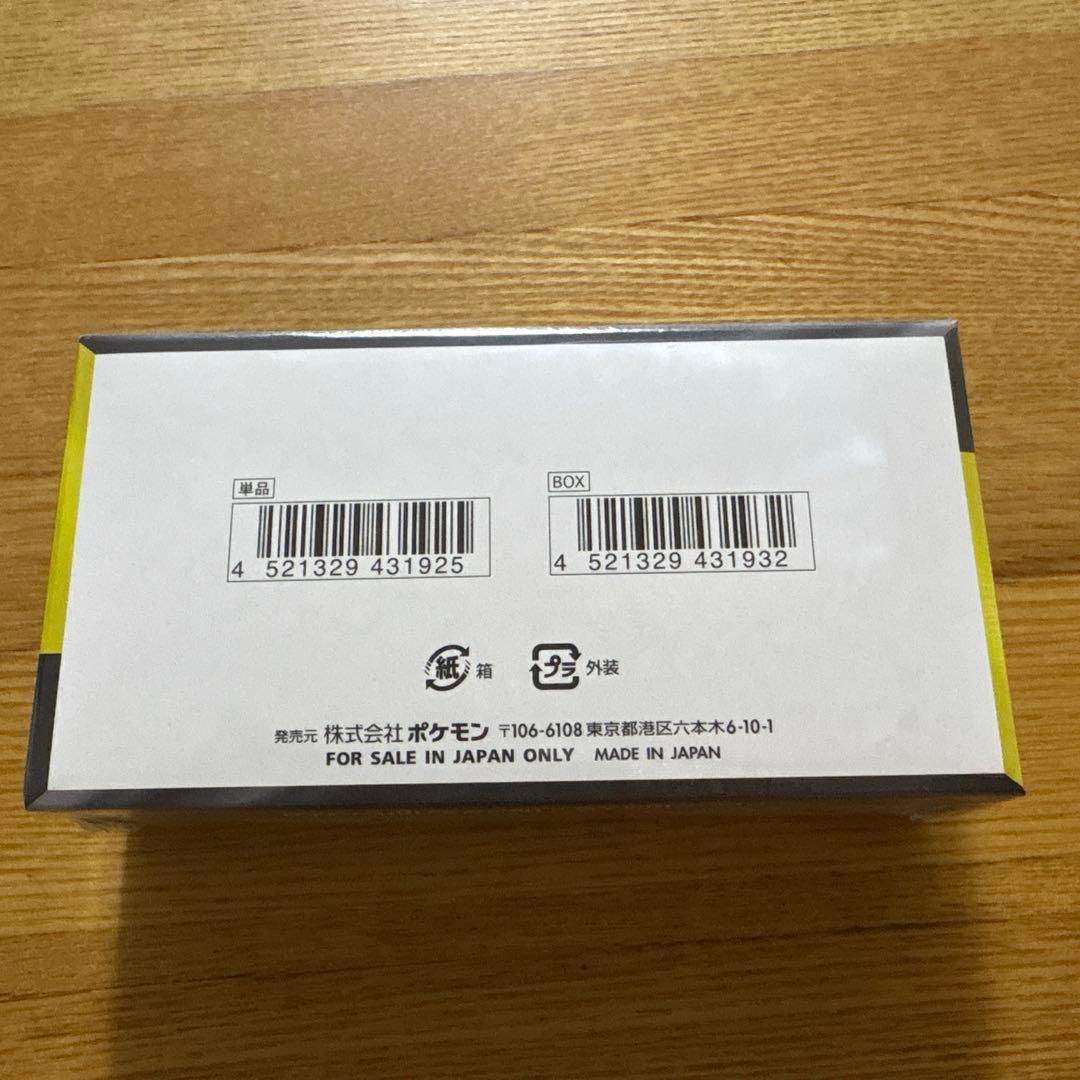 単品
4 521329 431925
BOX
4 521329 431932
紙 箱
プラ 外装
発売元 株式会社 ポケモン 〒106-6108 東京都港区六本木6-10-1
FOR SALE IN JAPAN ONLY MADE IN JAPAN